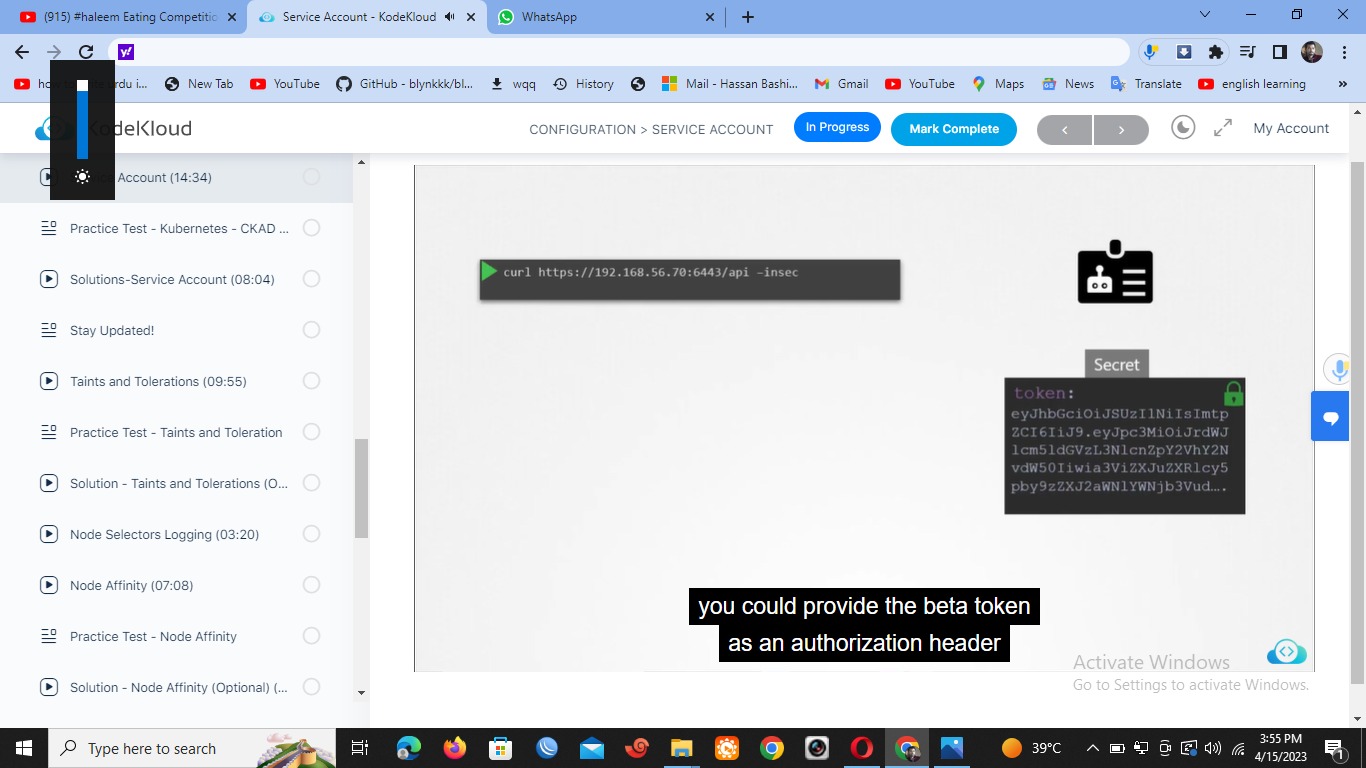 (915) #haleem Eating Competitio
Service Account - KodeKloud
WhatsApp
y!
how to
urdu i...
New Tab
YouTube
GitHub - blynkkk/bl...
wqq
History
Mail - Hassan Bashi...
Gmail
YouTube
Maps
News
Translate
english learning
»
KodeKloud
CONFIGURATION > SERVICE ACCOUNT
In Progress
Mark Complete
<
>
My Account
Account (14:34)
Practice Test - Kubernetes - CKAD ...
Solutions-Service Account (08:04)
Stay Updated!
Taints and Tolerations (09:55)
Practice Test - Taints and Toleration
Solution - Taints and Tolerations (O...
Node Selectors Logging (03:20)
Node Affinity (07:08)
Practice Test - Node Affinity
Solution - Node Affinity (Optional) (...
curl https://192.168.56.70:6443/api –insec
Secret
token:
eyJhbGciOiJSUzI1NiIsImtp
ZCI6IiJ9.eyJpc3MiOiJrdWJ
lcm5ldGVzL3NlcnZpY2VhY2N
vdW50Iiwia3ViZXJuZXRlcy5
pby9zZXJ2aWNlYWNjb3Vud….
you could provide the beta token
as an authorization header
Activate Windows
Go to Settings to activate Windows.
Type here to search
39°C
3:55 PM
4/15/2023
1